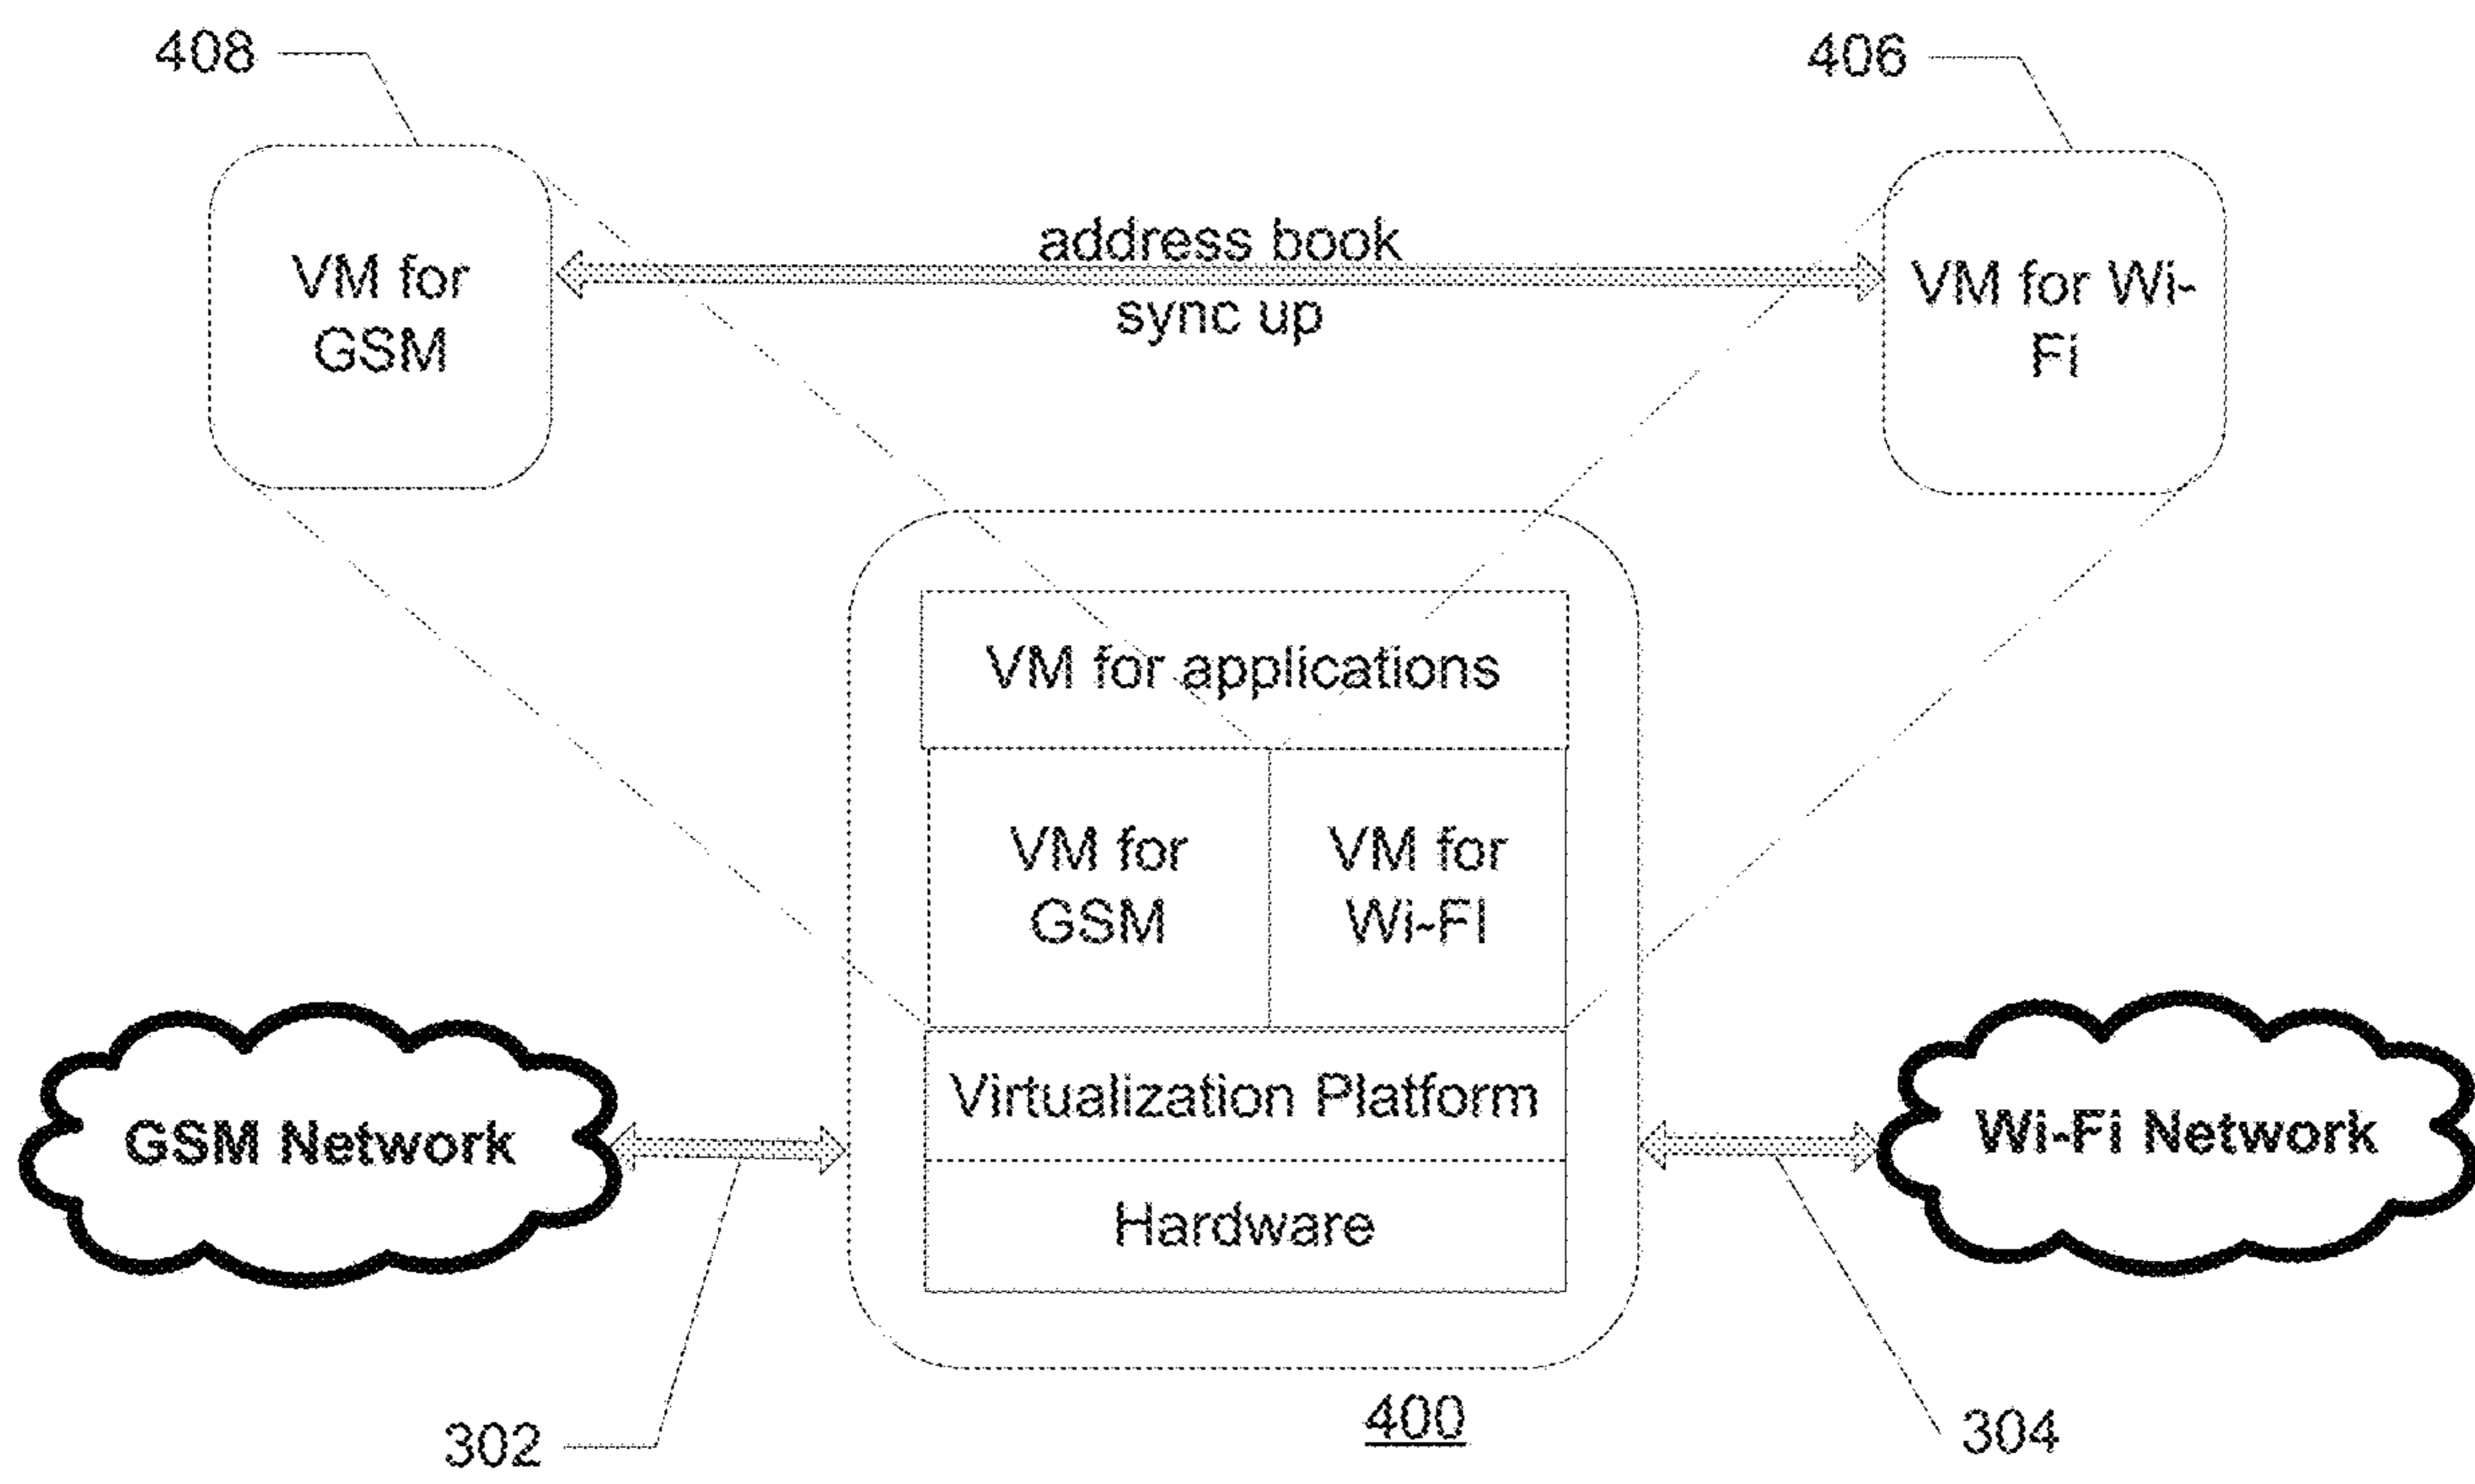 408
406
address book
sync up
VM for
GSM
VM for Wi-
Fi
VM for applications
VM for
GSM
VM for
Wi-Fi
Virtualization Platform
GSM Network
Wi-Fi Network
Hardware
400
302
304